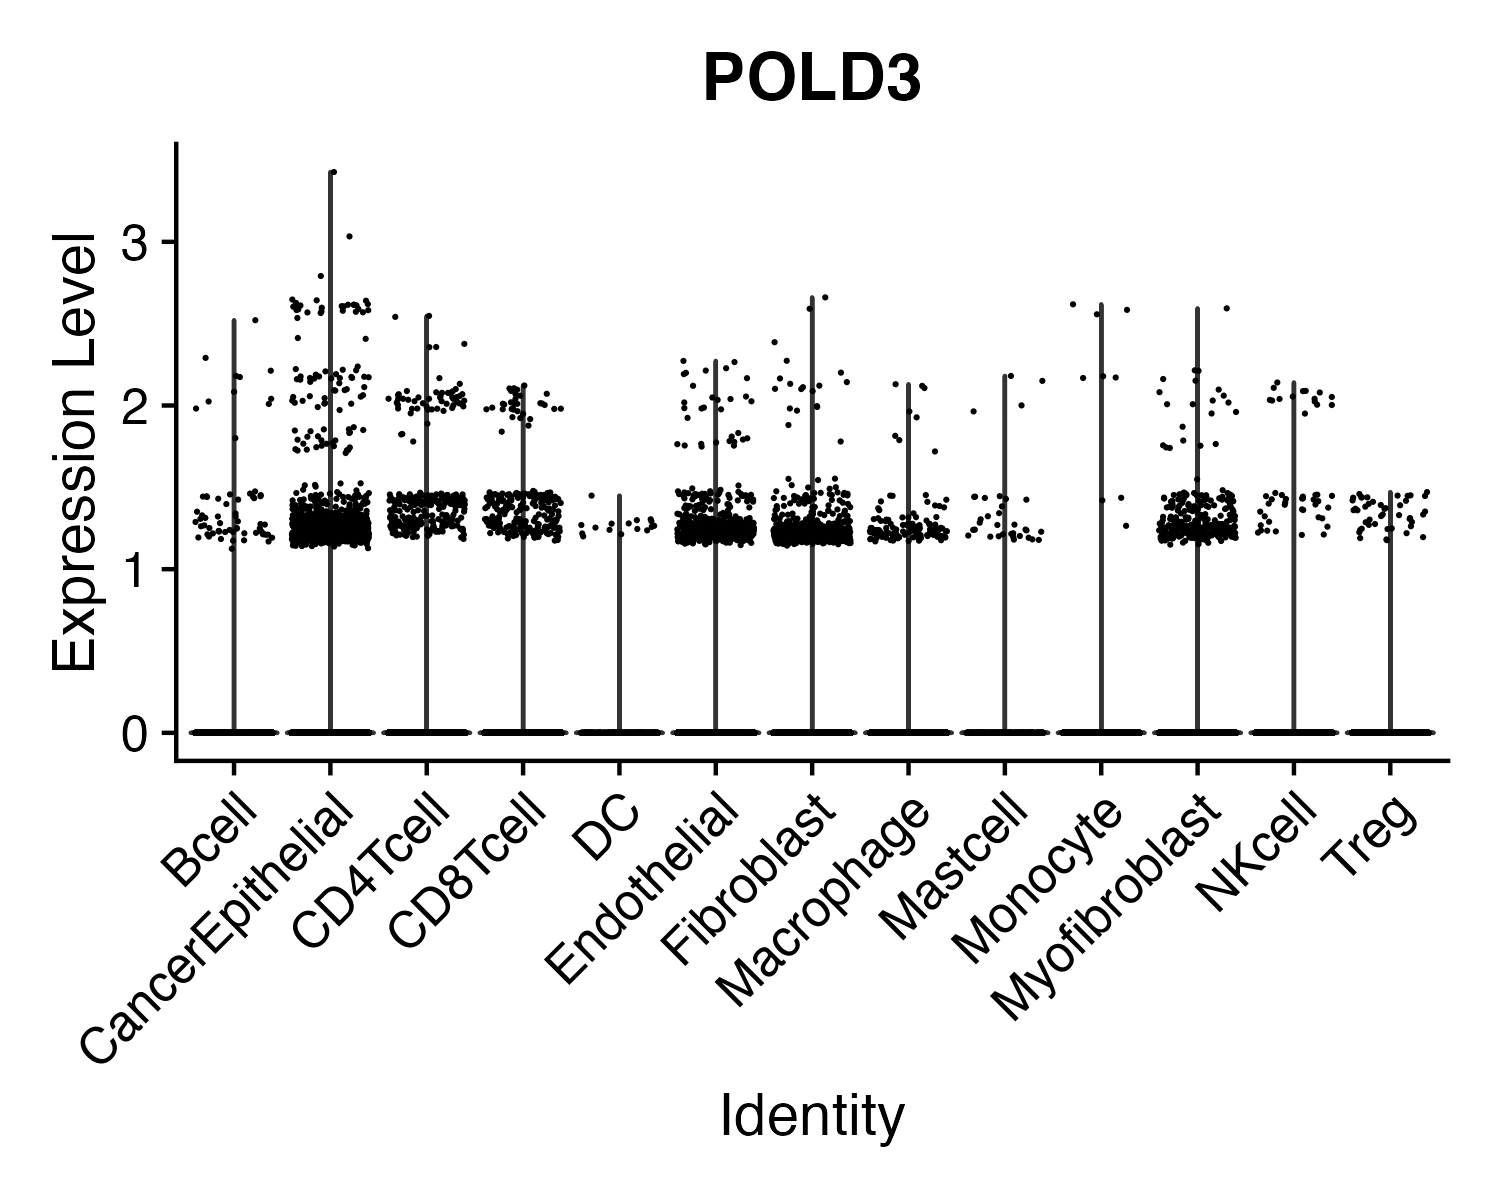 POLD3
Expression Level
3
2
1
0
Bcell
CancerEpithelial
CD4Tcell
CD8Tcell
DC
Endothelial
Fibroblast
Macrophage
Mastcell
Monocyte
Myofibroblast
NKcell
Treg
Identity